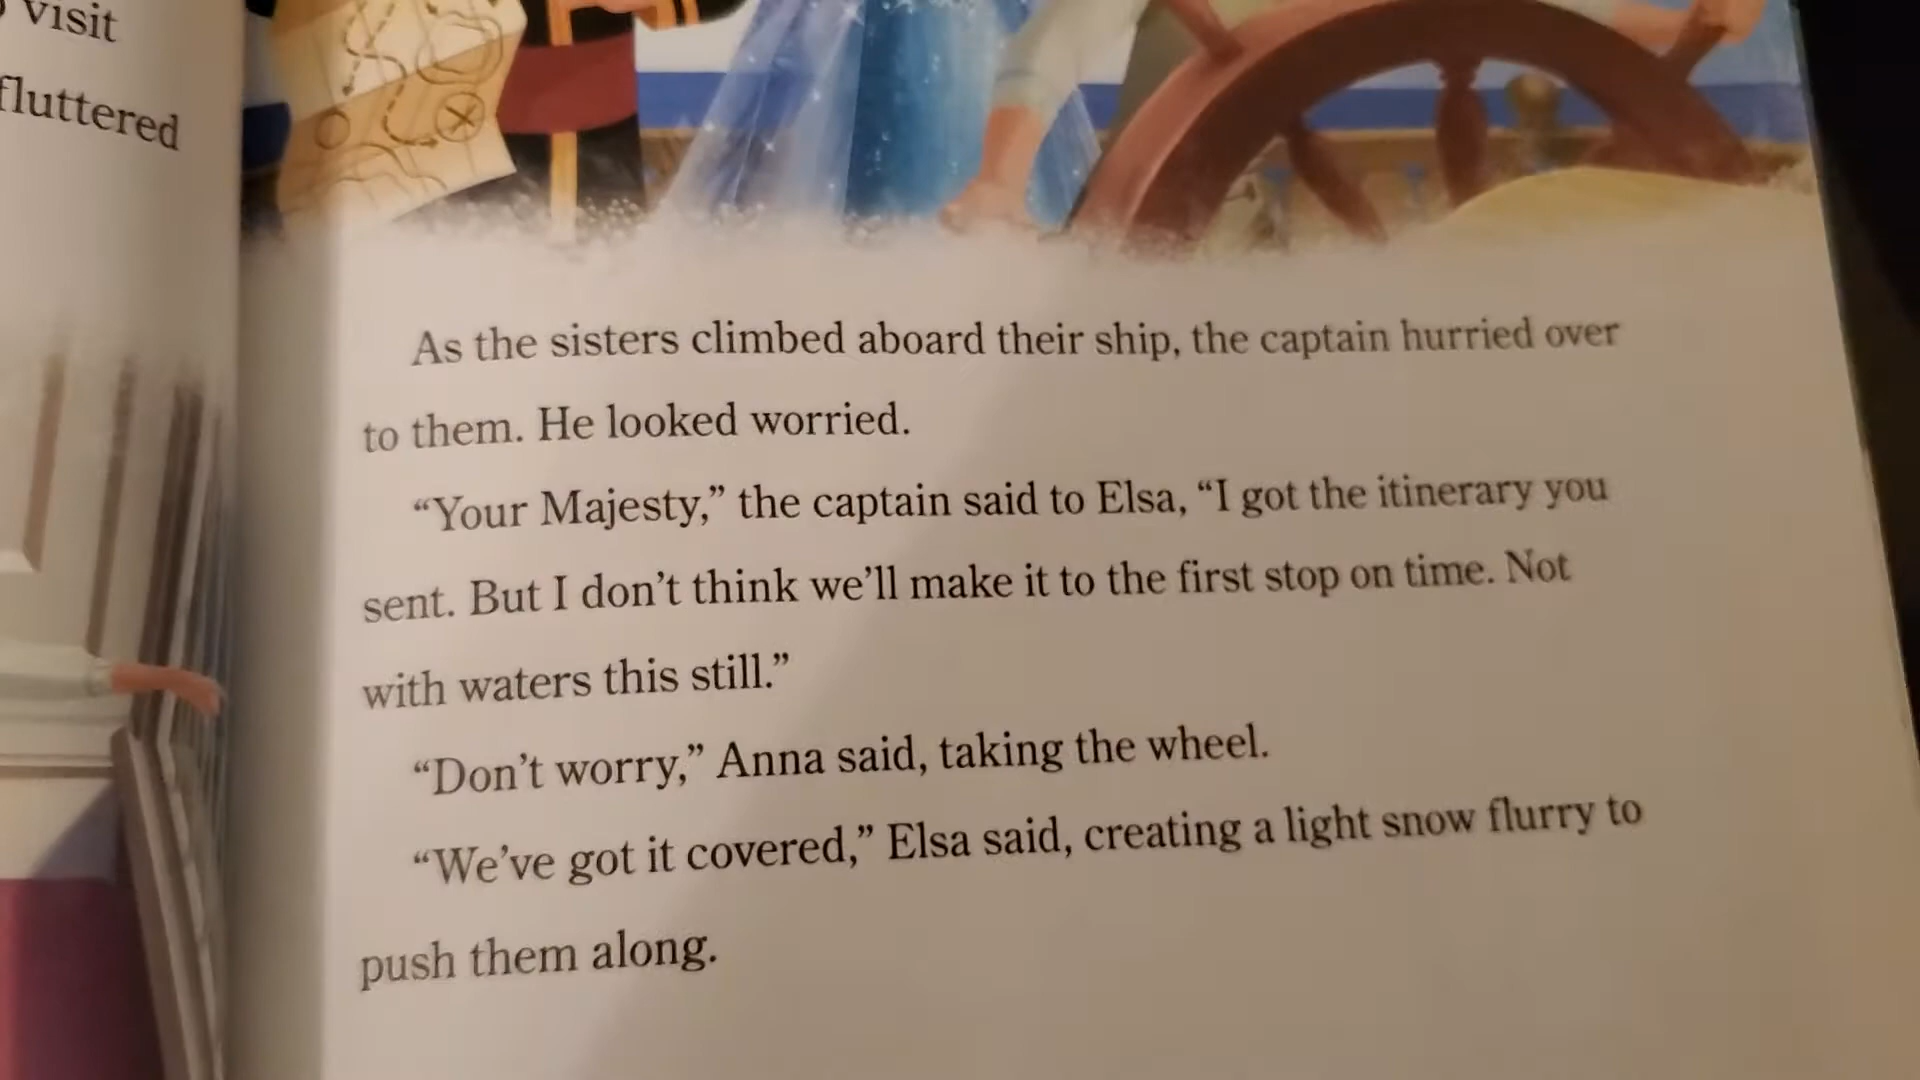 visit
fluttered
As the sisters climbed aboard their ship, the captain hurried over
to them. He looked worried.
“Your Majesty,” the captain said to Elsa, “I got the itinerary you
sent. But I don’t think we’ll make it to the first stop on time. Not
with waters this still.”
“Don’t worry,” Anna said, taking the wheel.
“We’ve got it covered,” Elsa said, creating a light snow flurry to
push them along.